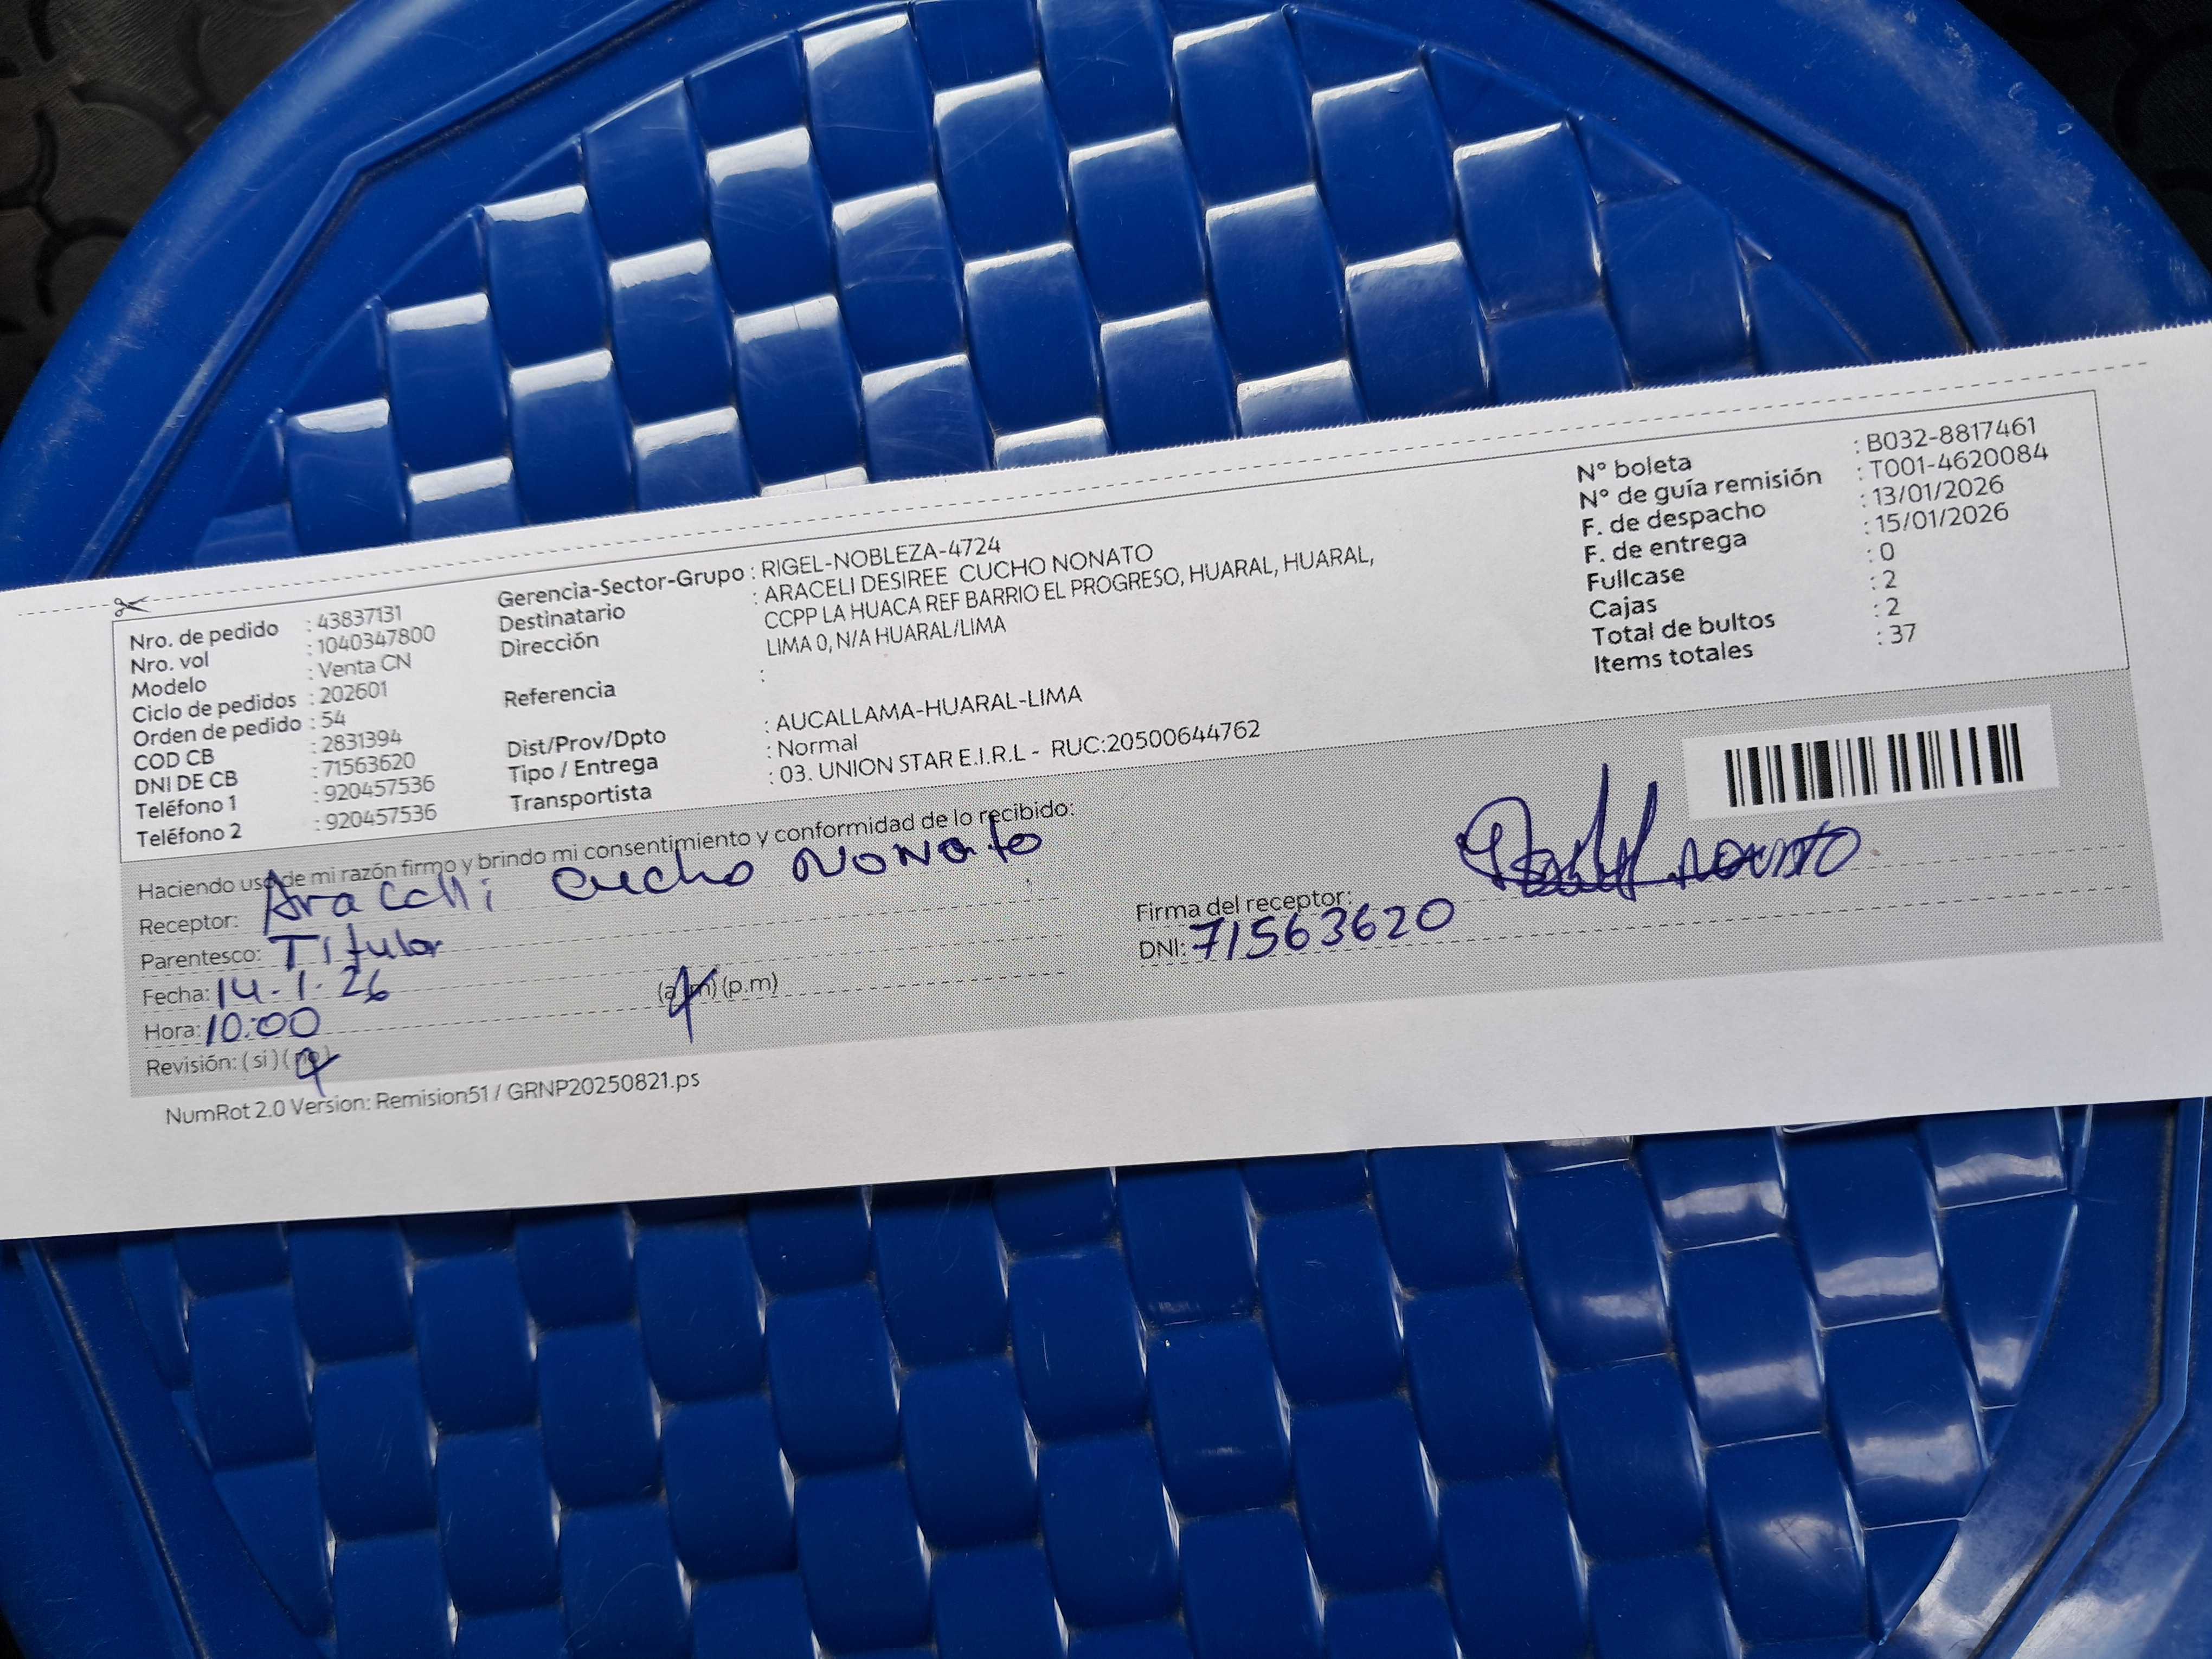 Nro. de pedido : 43837131
Nro. vol : 1040347800
Modelo : Venta CN
Ciclo de pedidos : 202601
Orden de pedido : 54
COD CB : 2831394
DNI DE CB : 71563620
Teléfono 1 : 920457536
Teléfono 2 : 920457536
Gerencia-Sector-Grupo : RIGEL-NOBLEZA-4724
Destinatario : ARACELI DESIREE CUCHO NONATO
Dirección : CCPP LA HUACA REF BARRIO EL PROGRESO, HUARAL, HUARAL,
LIMA 0, N/A HUARAL/LIMA
Referencia :
Dist/Prov/Dpto : AUCALLAMA-HUARAL-LIMA
Tipo / Entrega : Normal
Transportista : 03. UNION STAR E.I.R.L - RUC:20500644762
N° boleta : B032-8817461
N° de guía remisión : T001-4620084
F. de despacho : 13/01/2026
F. de entrega : 15/01/2026
Fullcase : 0
Cajas : 2
Total de bultos : 2
Items totales : 37
Haciendo uso de mi razón firmo y brindo mi consentimiento y conformidad de lo recibido:
Receptor: Aracelli Cucho Nonato
Parentesco: Titular
Fecha: 14.1.26
Hora: 10:00 (a.m) (p.m)
Revisión: ( si ) ( no )
Firma del receptor:
DNI: 71563620
NumRot 2.0 Version: Remision51 / GRNP20250821.ps